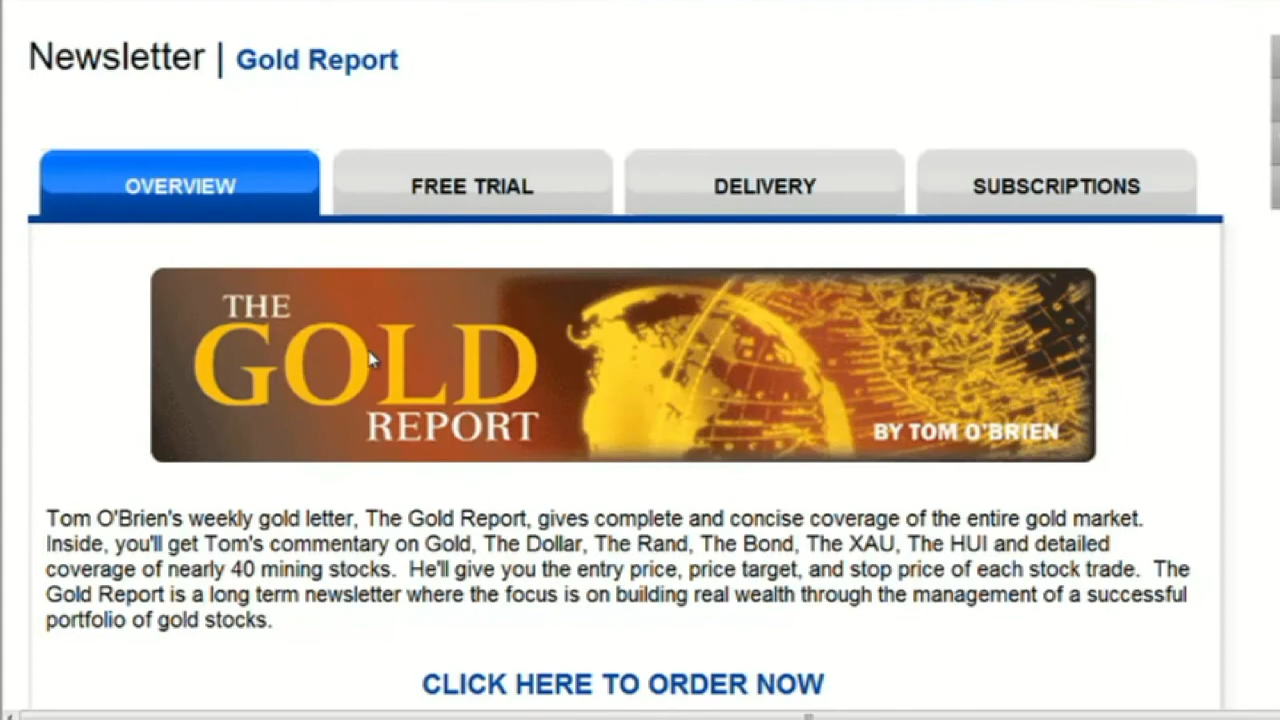 Newsletter | Gold Report
OVERVIEW
FREE TRIAL
DELIVERY
SUBSCRIPTIONS
THE
GOLD
REPORT
BY TOM O'BRIEN
Tom O'Brien's weekly gold letter, The Gold Report, gives complete and concise coverage of the entire gold market.
Inside, you'll get Tom's commentary on Gold, The Dollar, The Rand, The Bond, The XAU, The HUI and detailed
coverage of nearly 40 mining stocks.  He'll give you the entry price, price target, and stop price of each stock trade.  The
Gold Report is a long term newsletter where the focus is on building real wealth through the management of a successful
portfolio of gold stocks.
CLICK HERE TO ORDER NOW